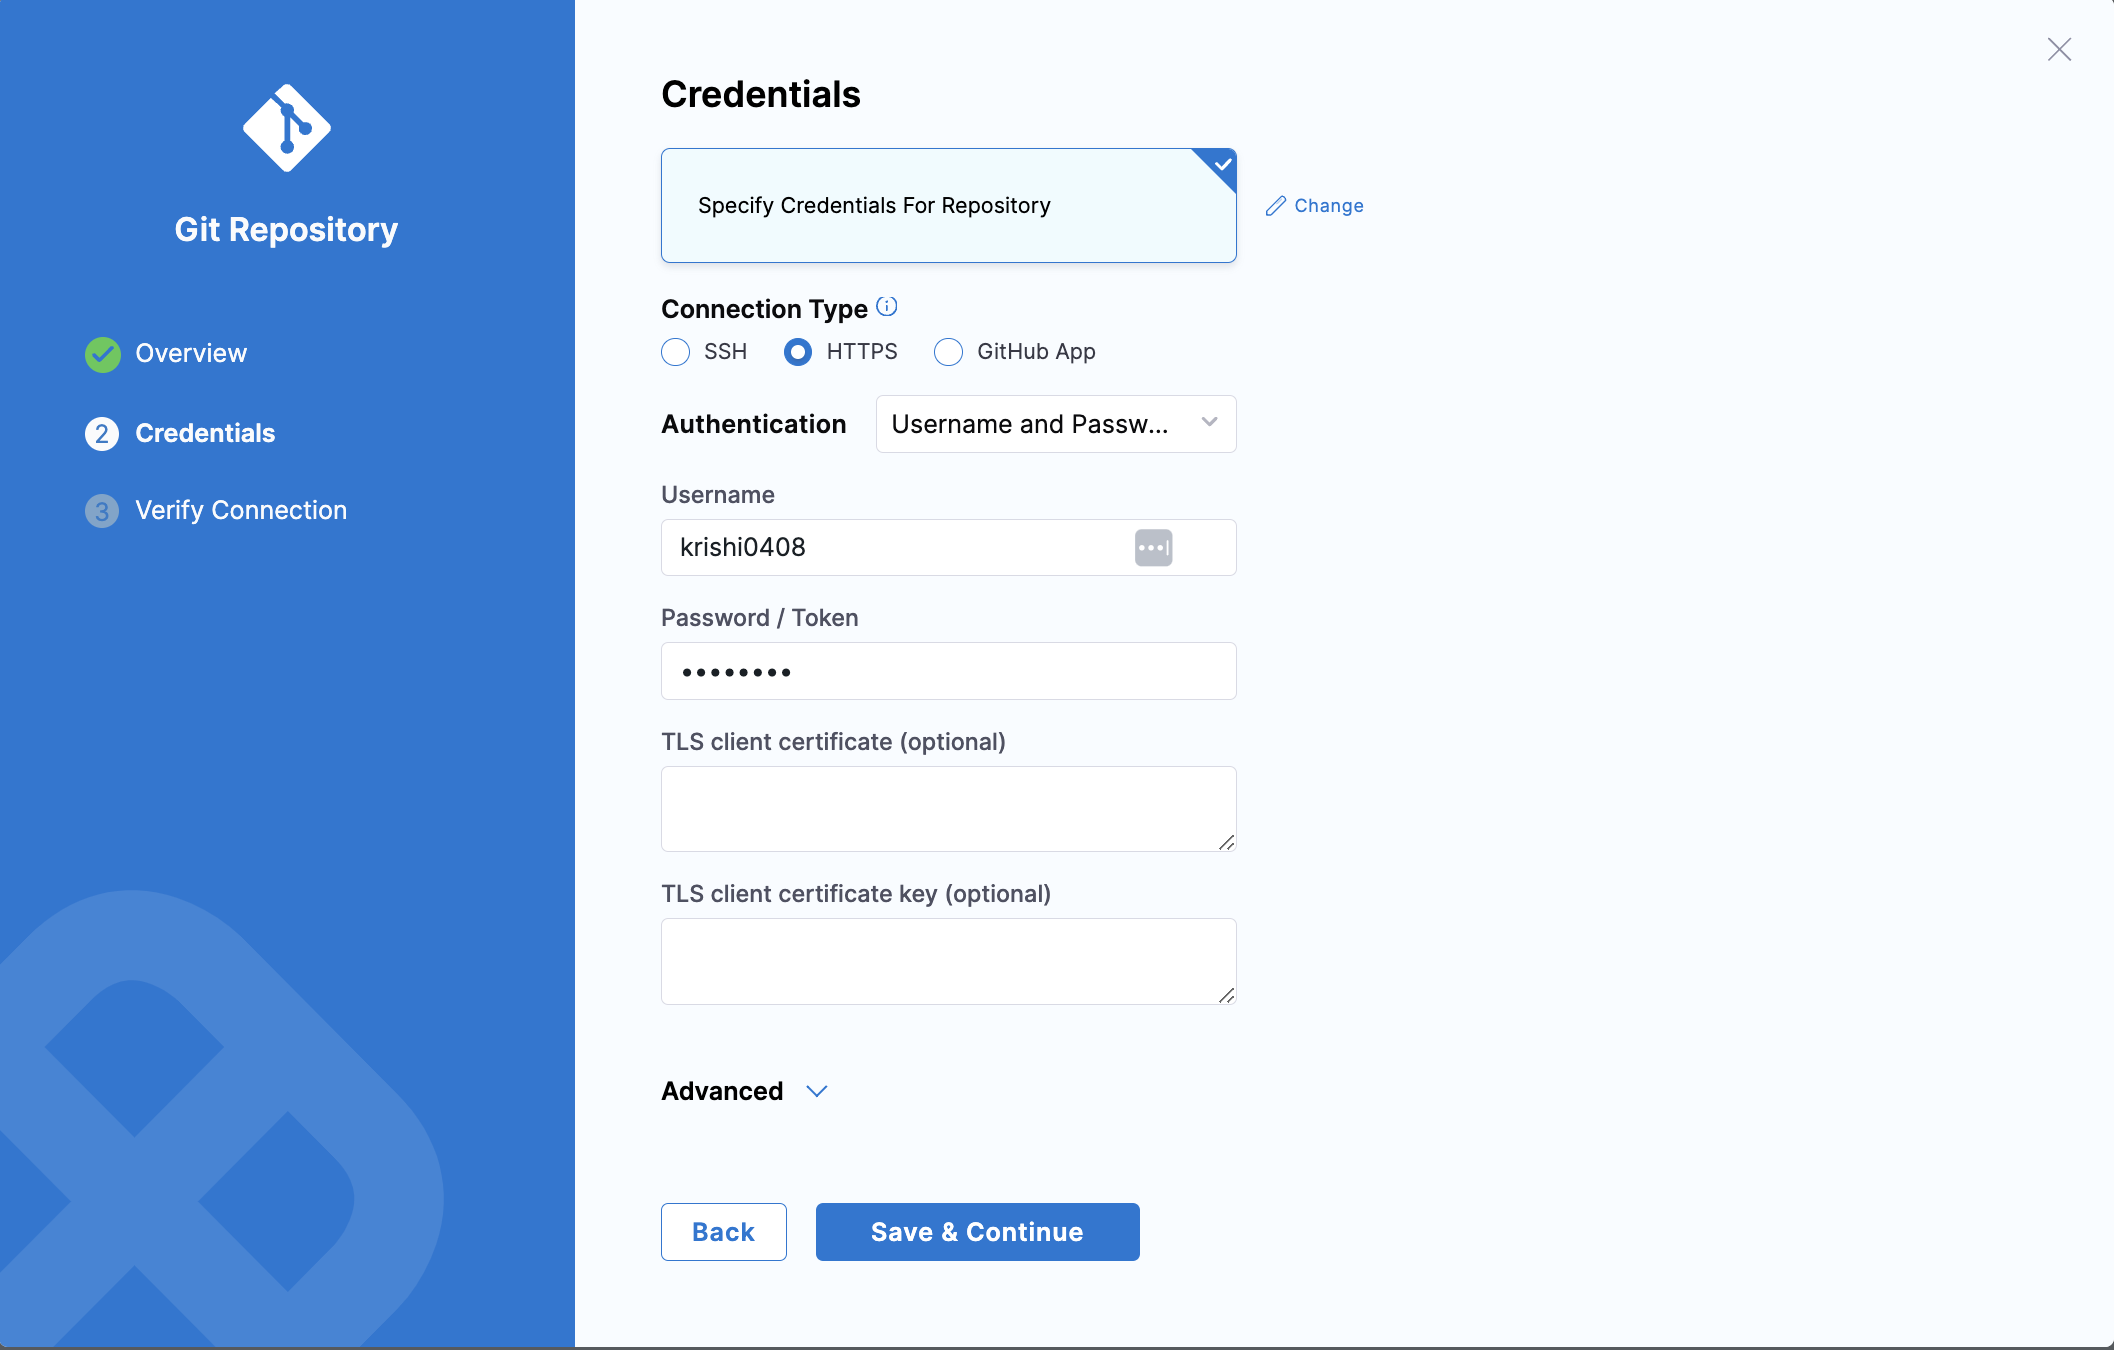 Git Repository
Overview
2 Credentials
3 Verify Connection
Credentials
Specify Credentials For Repository
Change
Connection Type
SSH HTTPS GitHub App
Authentication Username and Passw...
Username
krishi0408
Password / Token
••••••••
TLS client certificate (optional)
TLS client certificate key (optional)
Advanced
Back Save & Continue